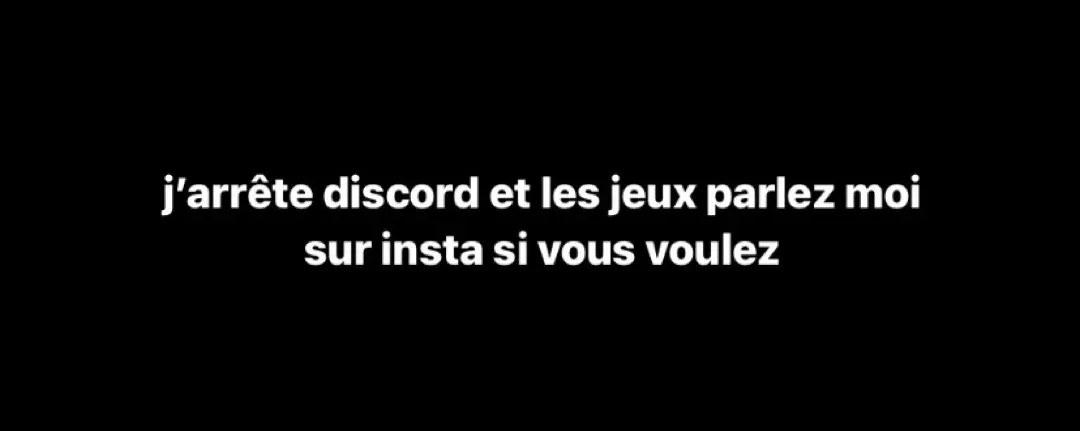 j’arrête discord et les jeux parlez moi
sur insta si vous voulez